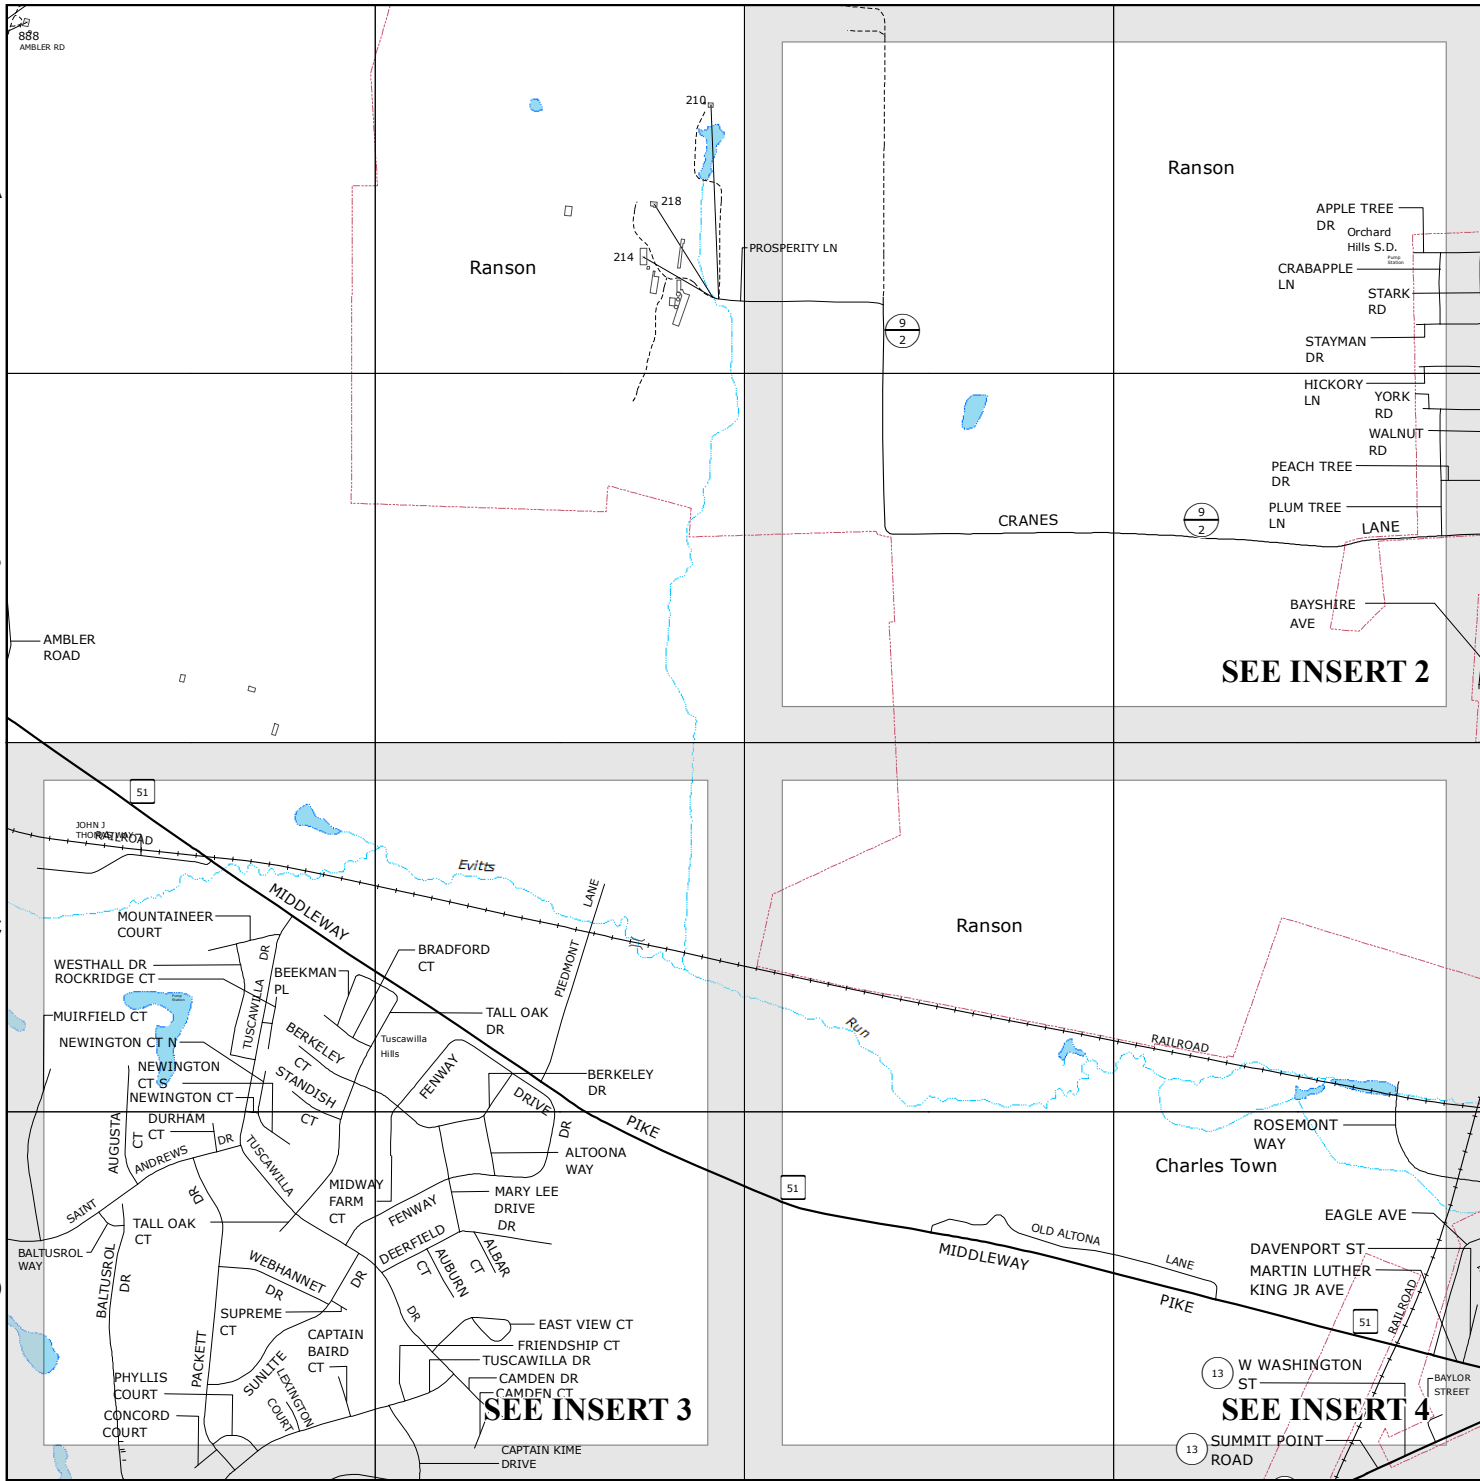 888
AMBLER RD
210
218
214
Ranson
PROSPERITY LN
9
2
Ranson
APPLE TREE
DR
Orchard
Hills S.D.
Pump
Station
CRABAPPLE
LN
STARK
RD
STAYMAN
DR
HICKORY
LN
YORK
RD
WALNUT
RD
PEACH TREE
DR
PLUM TREE
LN
CRANES
9
2
LANE
BAYSHIRE
AVE
SEE INSERT 2
AMBLER
ROAD
51
JOHN J
THOMAS WAY
RAILROAD
Evitts
MIDDLEWAY
LANE
PIEDMONT
MOUNTAINEER
COURT
WESTHALL DR
ROCKRIDGE CT
BEEKMAN
PL
BRADFORD
CT
DR
TUSCAWILLA
TALL OAK
DR
Pump
Station
MUIRFIELD CT
NEWINGTON CT N
NEWINGTON
CT S
NEWINGTON CT
DURHAM
CT
BERKELEY
CT
STANDISH
CT
Tuscawilla
Hills
FENWAY
DRIVE
DR
BERKELEY
DR
PIKE
ALTOONA
WAY
AUGUSTA
CT
SAINT
ANDREWS
DR
TUSCAWILLA
DR
MIDWAY
FARM
CT
MARY LEE
DRIVE
DR
FENWAY
DEERFIELD
CT
AUBURN
ALBAR
CT
TALL OAK
CT
BALTUSROL
WAY
BALTUSROL
DR
WEBHANNET
DR
DR
DR
SUPREME
CT
CAPTAIN
BAIRD
CT
PACKETT
SUNLITE
LEXINGTON
COURT
PHYLLIS
COURT
CONCORD
COURT
EAST VIEW CT
FRIENDSHIP CT
TUSCAWILLA DR
CAMDEN DR
CAMDEN CT
SEE INSERT 3
CAPTAIN KIME
DRIVE
Ranson
Run
RAILROAD
ROSEMONT
WAY
Charles Town
51
OLD ALTONA
LANE
MIDDLEWAY
PIKE
EAGLE AVE
DAVENPORT ST
MARTIN LUTHER
KING JR AVE
RAILROAD
51
13
W WASHINGTON
ST
BAYLOR
STREET
SEE INSERT 4
13
SUMMIT POINT
ROAD